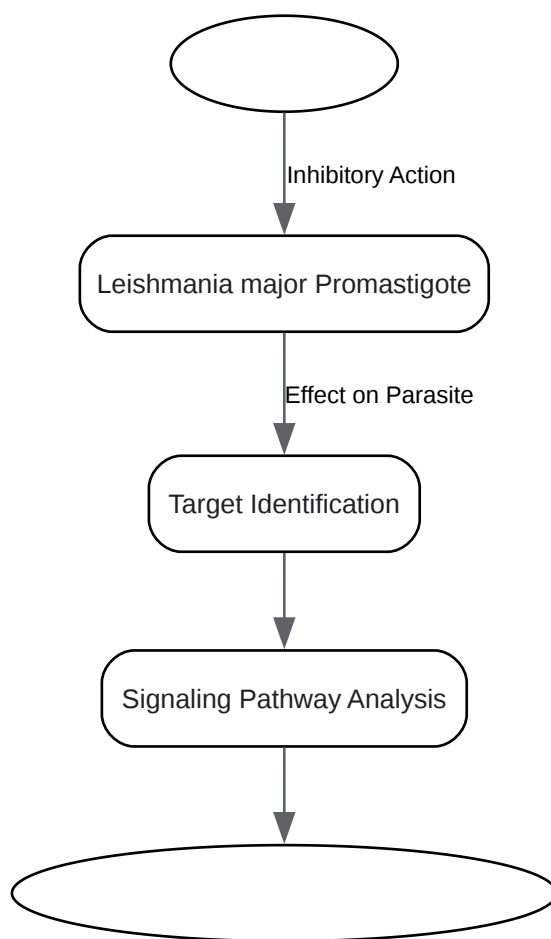 Inhibitory Action
Leishmania major Promastigote
Effect on Parasite
Target Identification
Signaling Pathway Analysis